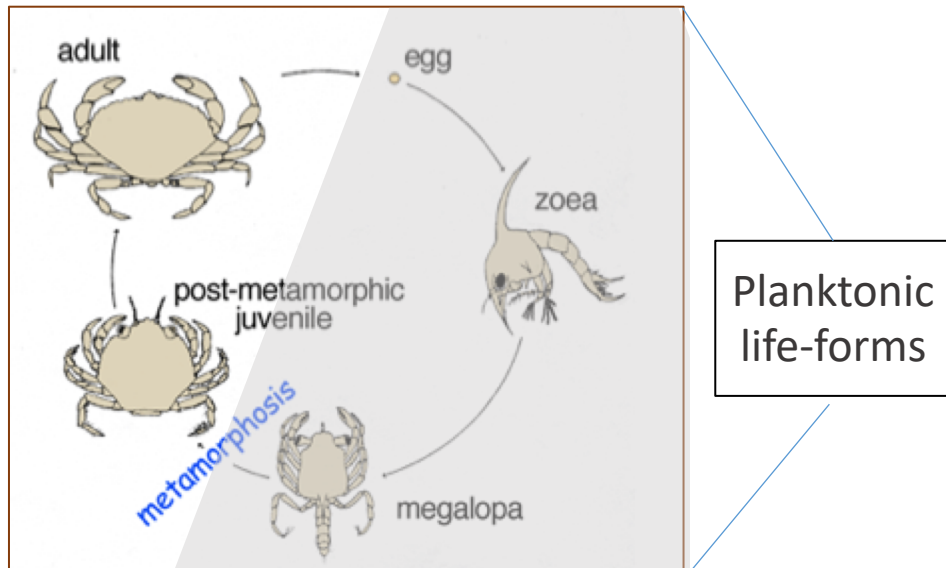 adult
egg
zoea
post-metamorphic
juvenile
metamorphosis
megalopa
Planktonic
life-forms